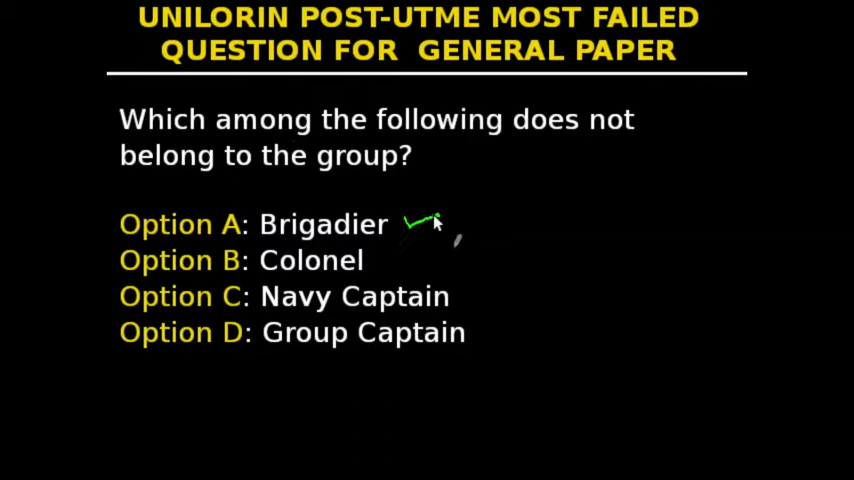 UNILORIN POST-UTME MOST FAILED
QUESTION FOR GENERAL PAPER
Which among the following does not
belong to the group?
Option A: Brigadier
Option B: Colonel
Option C: Navy Captain
Option D: Group Captain